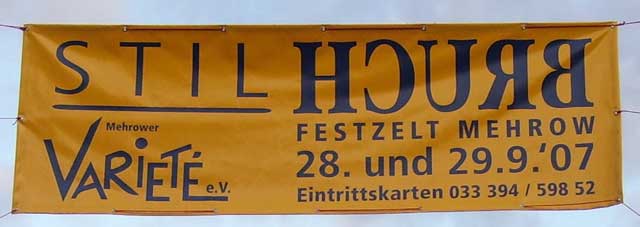 STIL BRUCH
Mehrower
VARIETÉ e.V.
FESTZELT MEHROW
28. und 29.9.'07
Eintrittskarten 033 394 / 598 52